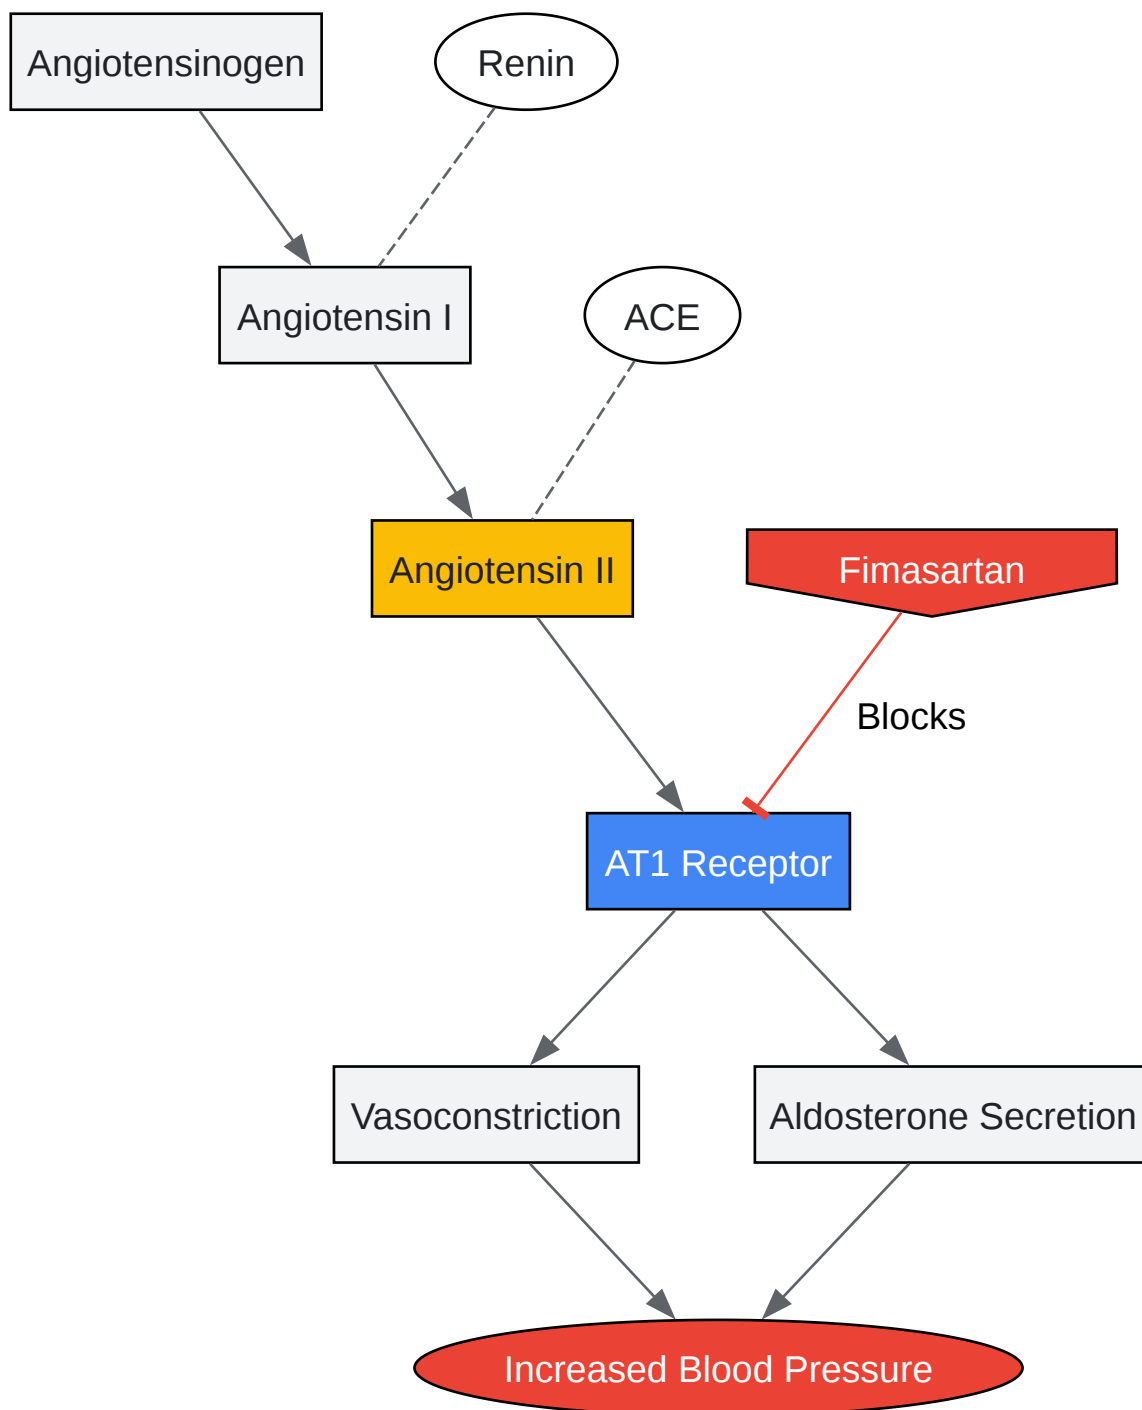 Angiotensinogen
Renin
Angiotensin I
ACE
Angiotensin II
Fimasartan
Blocks
AT1 Receptor
Vasoconstriction
Aldosterone Secretion
Increased Blood Pressure